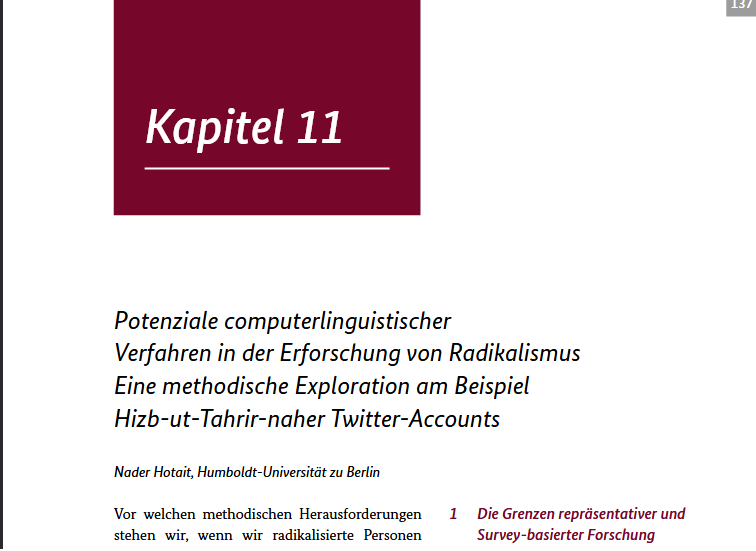 137
Kapitel 11
Potenziale computerlinguistischer
Verfahren in der Erforschung von Radikalismus
Eine methodische Exploration am Beispiel
Hizb-ut-Tahrir-naher Twitter-Accounts
Nader Hotait, Humboldt-Universität zu Berlin
Vor welchen methodischen Herausforderungen
stehen wir, wenn wir radikalisierte Personen
1 Die Grenzen repräsentativer und
Survey-basierter Forschung